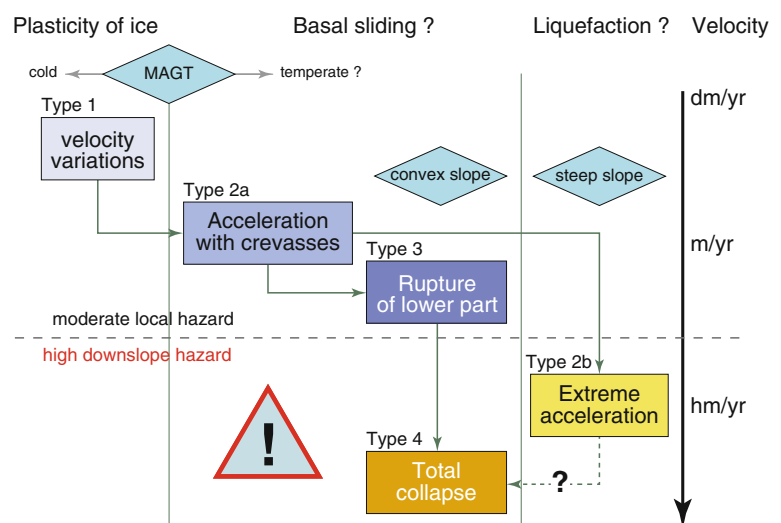 Plasticity of ice
Basal sliding ?
Liquefaction ?
Velocity
cold
MAGT
temperate ?
dm/yr
Type 1
velocity
variations
convex slope
steep slope
Type 2a
Acceleration
with crevasses
m/yr
Type 3
Rupture
of lower part
moderate local hazard
high downslope hazard
Type 2b
Extreme
acceleration
hm/yr
!
Type 4
Total
collapse
?